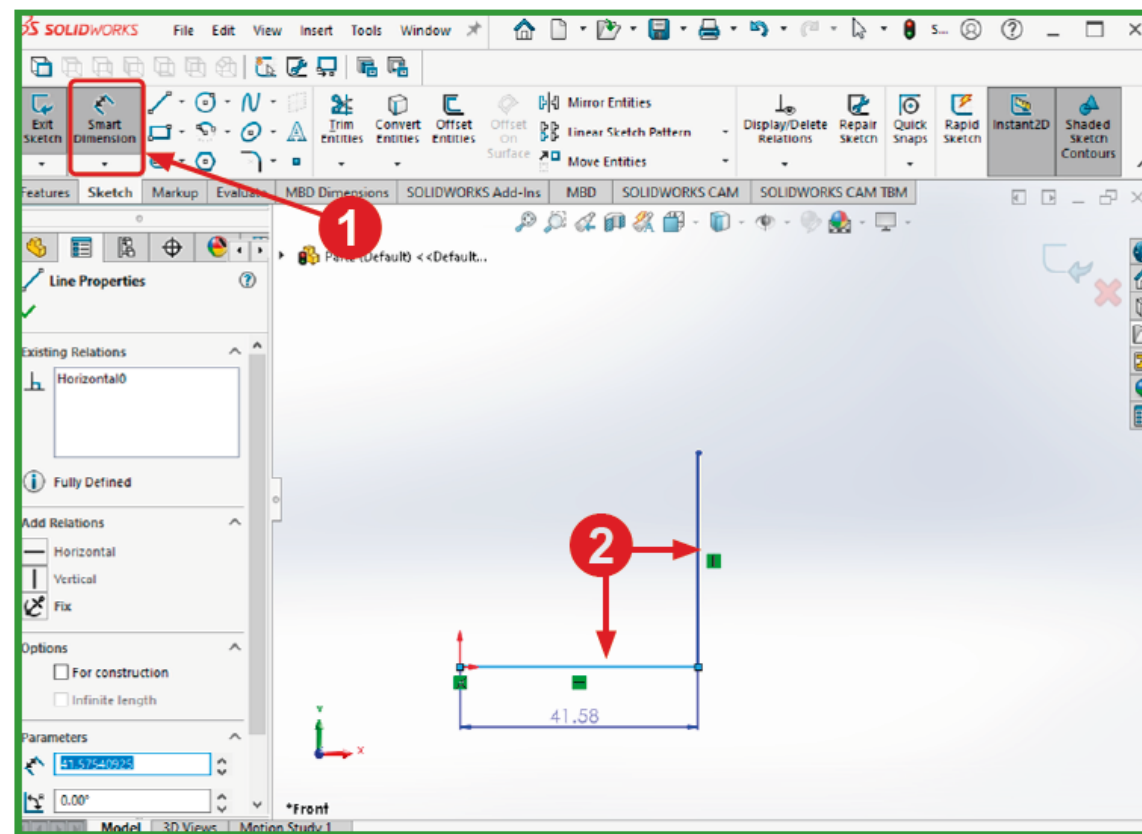 SOLIDWORKS File Edit View Insert Tools Window S...
Exit Sketch
Smart Dimension
Trim Entities
Convert Entities
Offset Entities
Offset On Surface
Mirror Entities
Linear Sketch Pattern
Move Entities
Display/Delete Relations
Repair Sketch
Quick Snaps
Rapid Sketch
Instant2D
Shaded Sketch Contours
Features Sketch Markup Evaluate MBD Dimensions SOLIDWORKS Add-Ins MBD SOLIDWORKS CAM SOLIDWORKS CAM TBM
1
(Default) <<Default...
Line Properties
Existing Relations
Horizontal0
Fully Defined
Add Relations
Horizontal
Vertical
Fix
Options
For construction
Infinite length
Parameters
41.57540925
0.00°
2
41.58
Y
X
*Front
Model 3D Views Motion Study 1